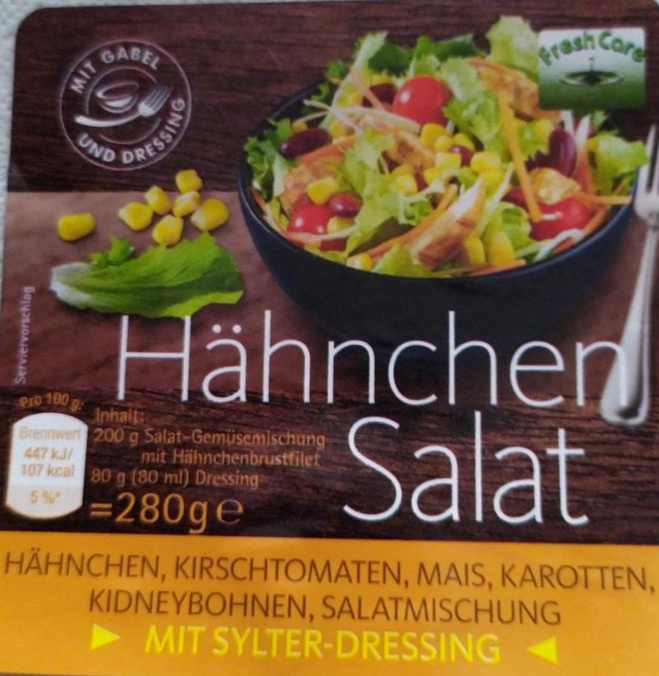 MIT GABEL
UND DRESSING
Fresh Care
Serviervorschlag
Hähnchen
Salat
Pro 100 g:
Brennwert
447 kJ/
107 kcal
5 %*
Inhalt:
200 g Salat-Gemüsemischung
mit Hähnchenbrustfilet
80 g (80 ml) Dressing
=280g e
HÄHNCHEN, KIRSCHTOMATEN, MAIS, KAROTTEN,
KIDNEYBOHNEN, SALATMISCHUNG
MIT SYLTER-DRESSING